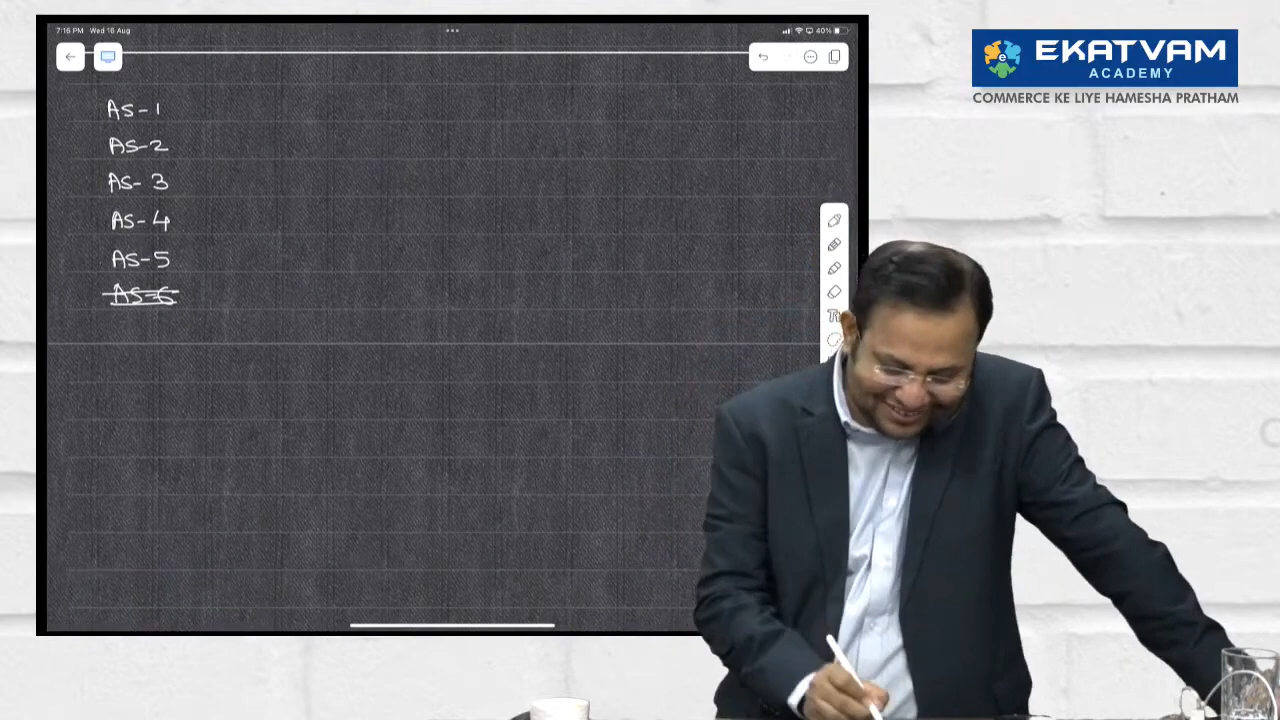 7:16 PM Wed 16 Aug
40%
AS-1
AS-2
AS-3
AS-4
AS-5
AS-6
EKATVAM
ACADEMY
COMMERCE KE LIYE HAMESHA PRATHAM